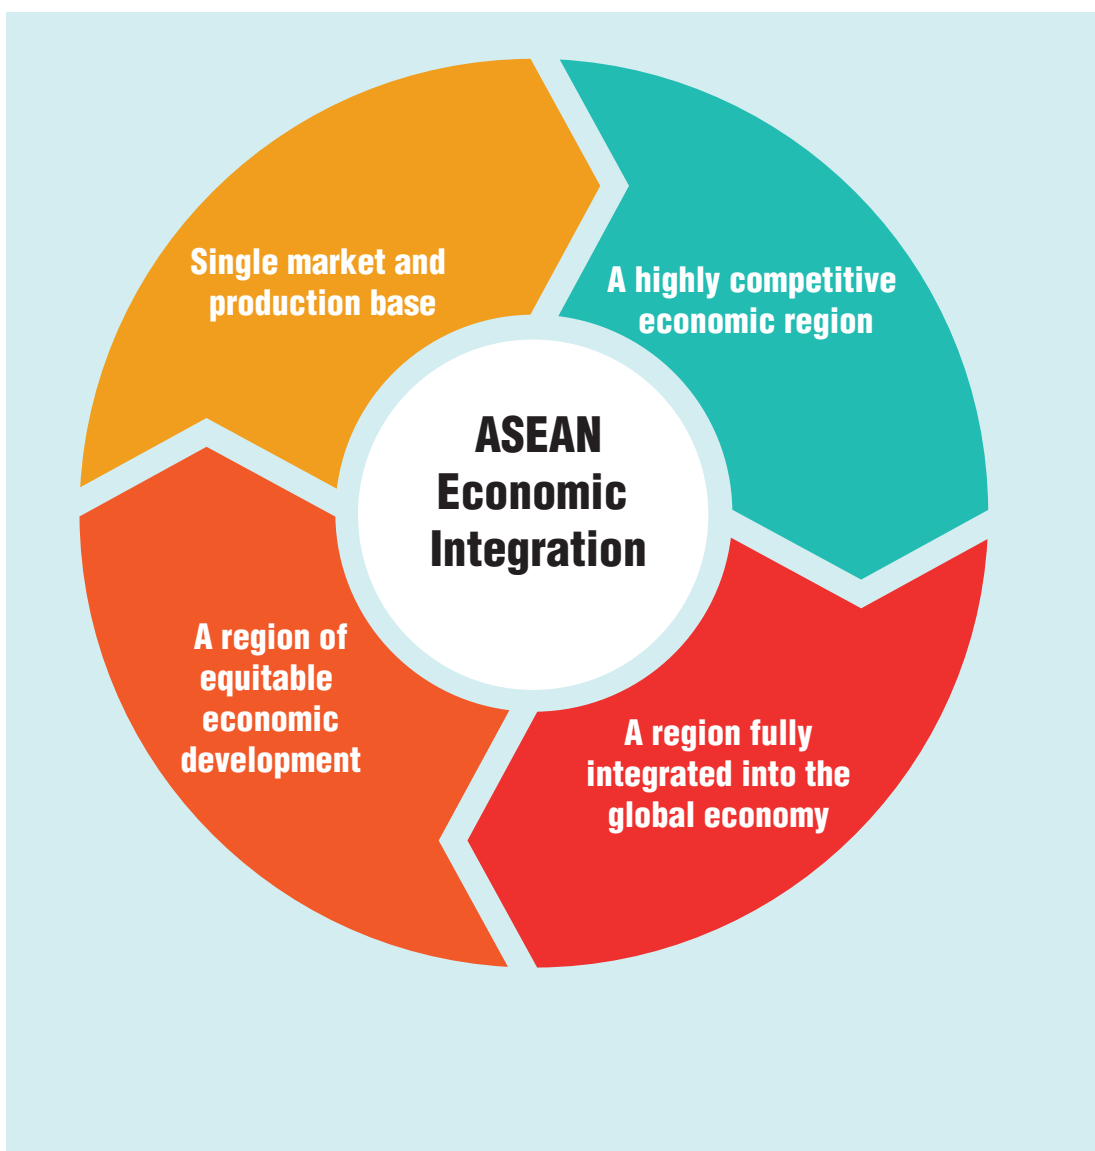 Single market and
production base
A highly competitive
economic region
ASEAN
Economic
Integration
A region of
equitable
economic
development
A region fully
integrated into the
global economy